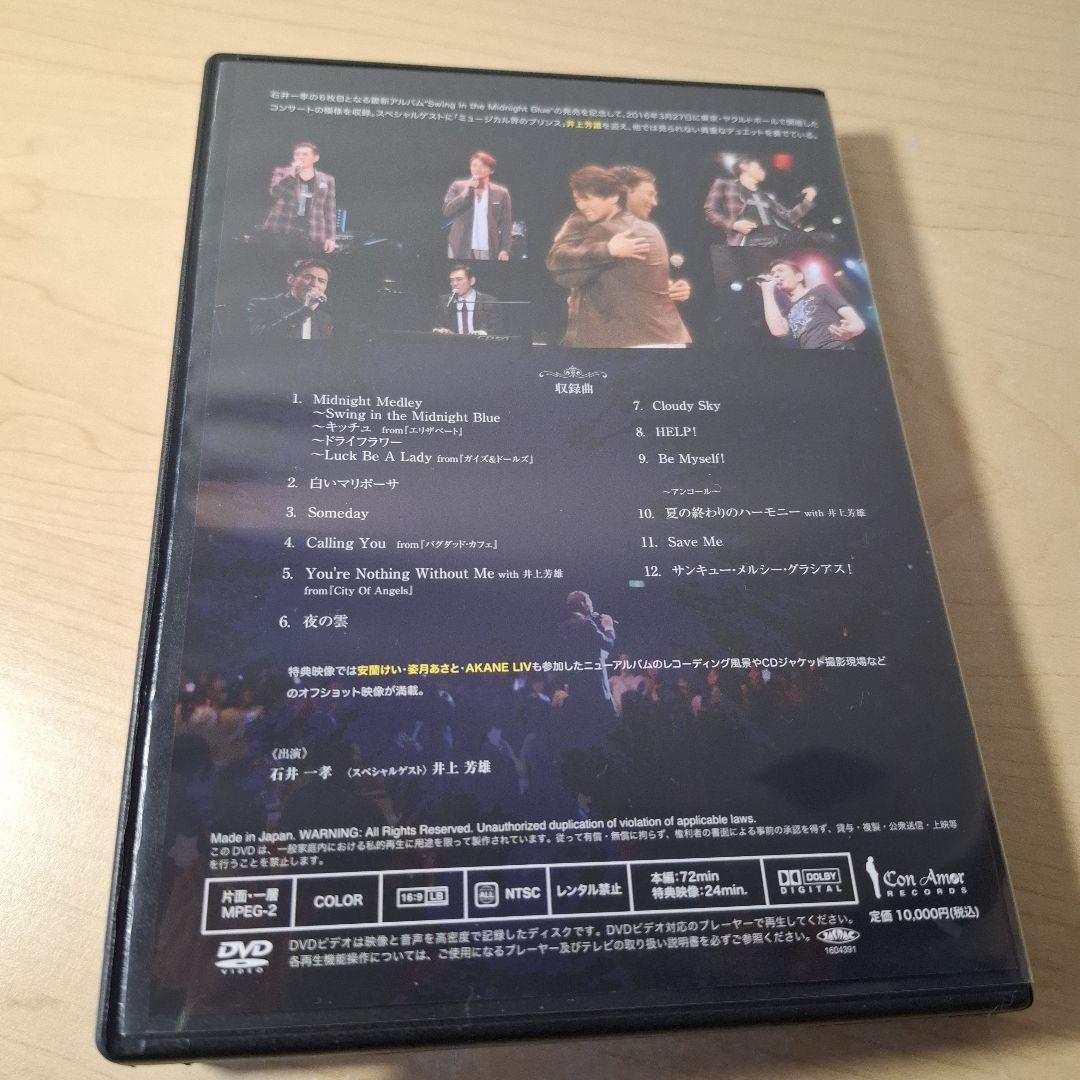 石井一孝の6枚目となる最新アルバム"Swing in the Midnight Blue"の発売を記念して、2016年3月27日に東京・ヤクルトホールで開催した
コンサートの模様を収録。スペシャルゲストに「ミュージカル界のプリンス」井上芳雄を迎え、他では見られない貴重なデュエットを奏でている。
収録曲
1. Midnight Medley
～Swing in the Midnight Blue
～キッチュ from『エリザベート』
～ドライフラワー
～Luck Be A Lady from『ガイズ&ドールズ』
2. 白いマリポーサ
3. Someday
4. Calling You from『バグダッド・カフェ』
5. You're Nothing Without Me with 井上芳雄
from『City Of Angels』
6. 夜の雲
7. Cloudy Sky
8. HELP!
9. Be Myself!
～アンコール～
10. 夏の終わりのハーモニー with 井上芳雄
11. Save Me
12. サンキュー・メルシー・グラシアス!
特典映像では安蘭けい・姿月あさと・AKANE LIVも参加したニューアルバムのレコーディング風景やCDジャケット撮影現場など
のオフショット映像が満載。
《出演》
石井 一孝 〈スペシャルゲスト〉井上 芳雄
Made in Japan. WARNING: All Rights Reserved. Unauthorized duplication of violation of applicable laws.
このDVDは、一般家庭内における私的再生に用途を限って製作されています。従って有償・無償に拘らず、権利者の書面による事前の承認を得ず、貸与・複製・公衆送信・上映等
を行うことを禁止します。
片面・一層
MPEG-2
COLOR
16:9 LB
ALL NTSC
レンタル禁止
本編:72min
特典映像:24min.
DOLBY
DIGITAL
Con Amor
RECORDS
定価 10,000円(税込)
DVD
VIDEO
DVDビデオは映像と音声を高密度で記録したディスクです。DVDビデオ対応のプレーヤーで再生してください。
各再生機能操作については、ご使用になるプレーヤー及びテレビの取り扱い説明書を必ずご参照ください。
JASRAC
1604391